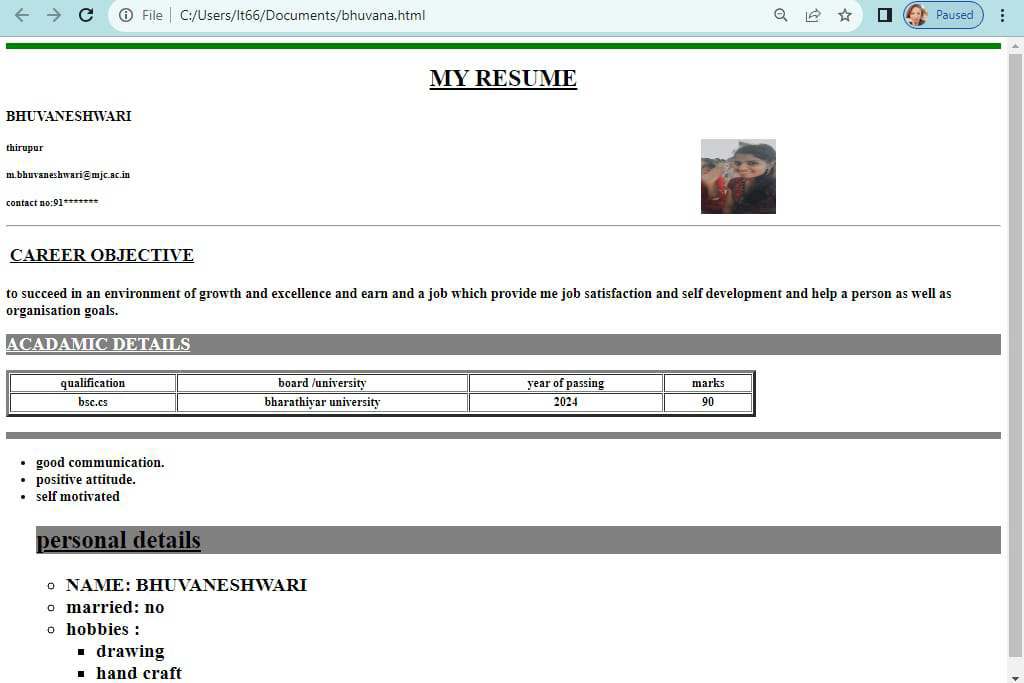 File
C:/Users/lt66/Documents/bhuvana.html
Paused
MY RESUME
BHUVANESHWARI
thirupur
m.bhuvaneshwari@mjc.ac.in
contact no:91*******
CAREER OBJECTIVE
to succeed in an environment of growth and excellence and earn and a job which provide me job satisfaction and self development and help a person as well as
organisation goals.
ACADAMIC DETAILS
qualification board /university year of passing marks
bsc.cs bharathiyar university 2024 90
good communication.
positive attitude.
self motivated
personal details
NAME: BHUVANESHWARI
married: no
hobbies :
drawing
hand craft